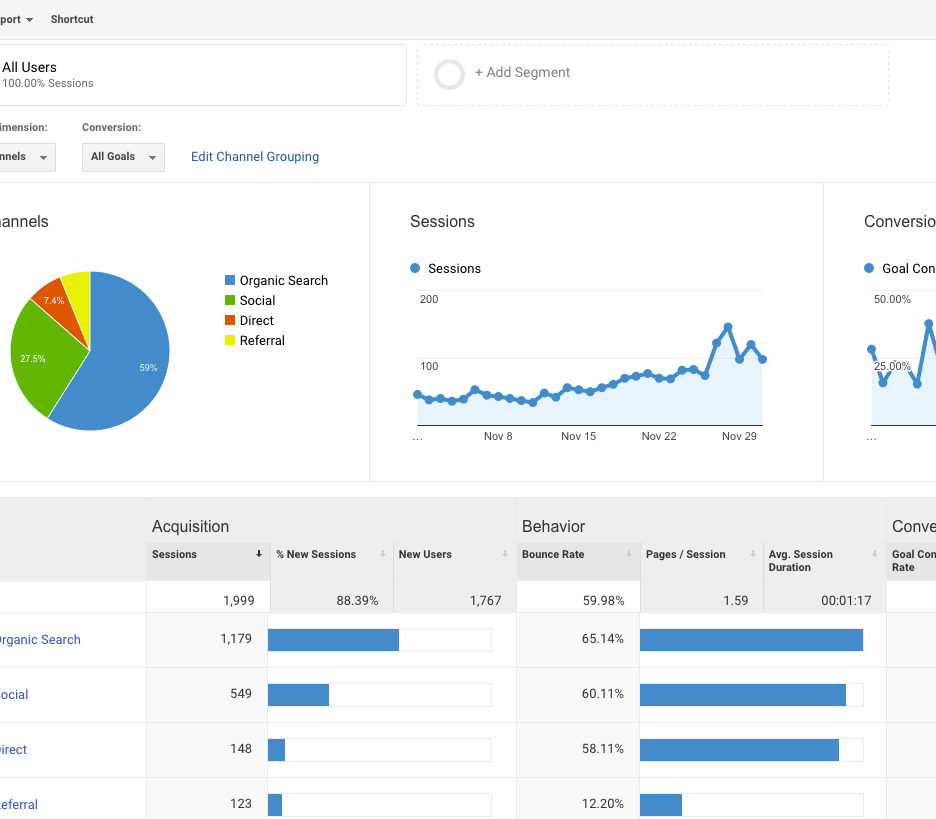 port Shortcut
All Users
100.00% Sessions
+ Add Segment
imension: Conversion:
nnels All Goals Edit Channel Grouping
annels
Organic Search
Social
Direct
Referral
7.4%
27.5%
59%
Sessions
Sessions
200
100
... Nov 8 Nov 15 Nov 22 Nov 29
Conversio
Goal Con
50.00%
25.00%
...
Acquisition Behavior Conve
Sessions % New Sessions New Users Bounce Rate Pages / Session Avg. Session Duration Goal Con Rate
1,999 88.39% 1,767 59.98% 1.59 00:01:17
rganic Search 1,179 65.14%
ocial 549 60.11%
irect 148 58.11%
eferral 123 12.20%